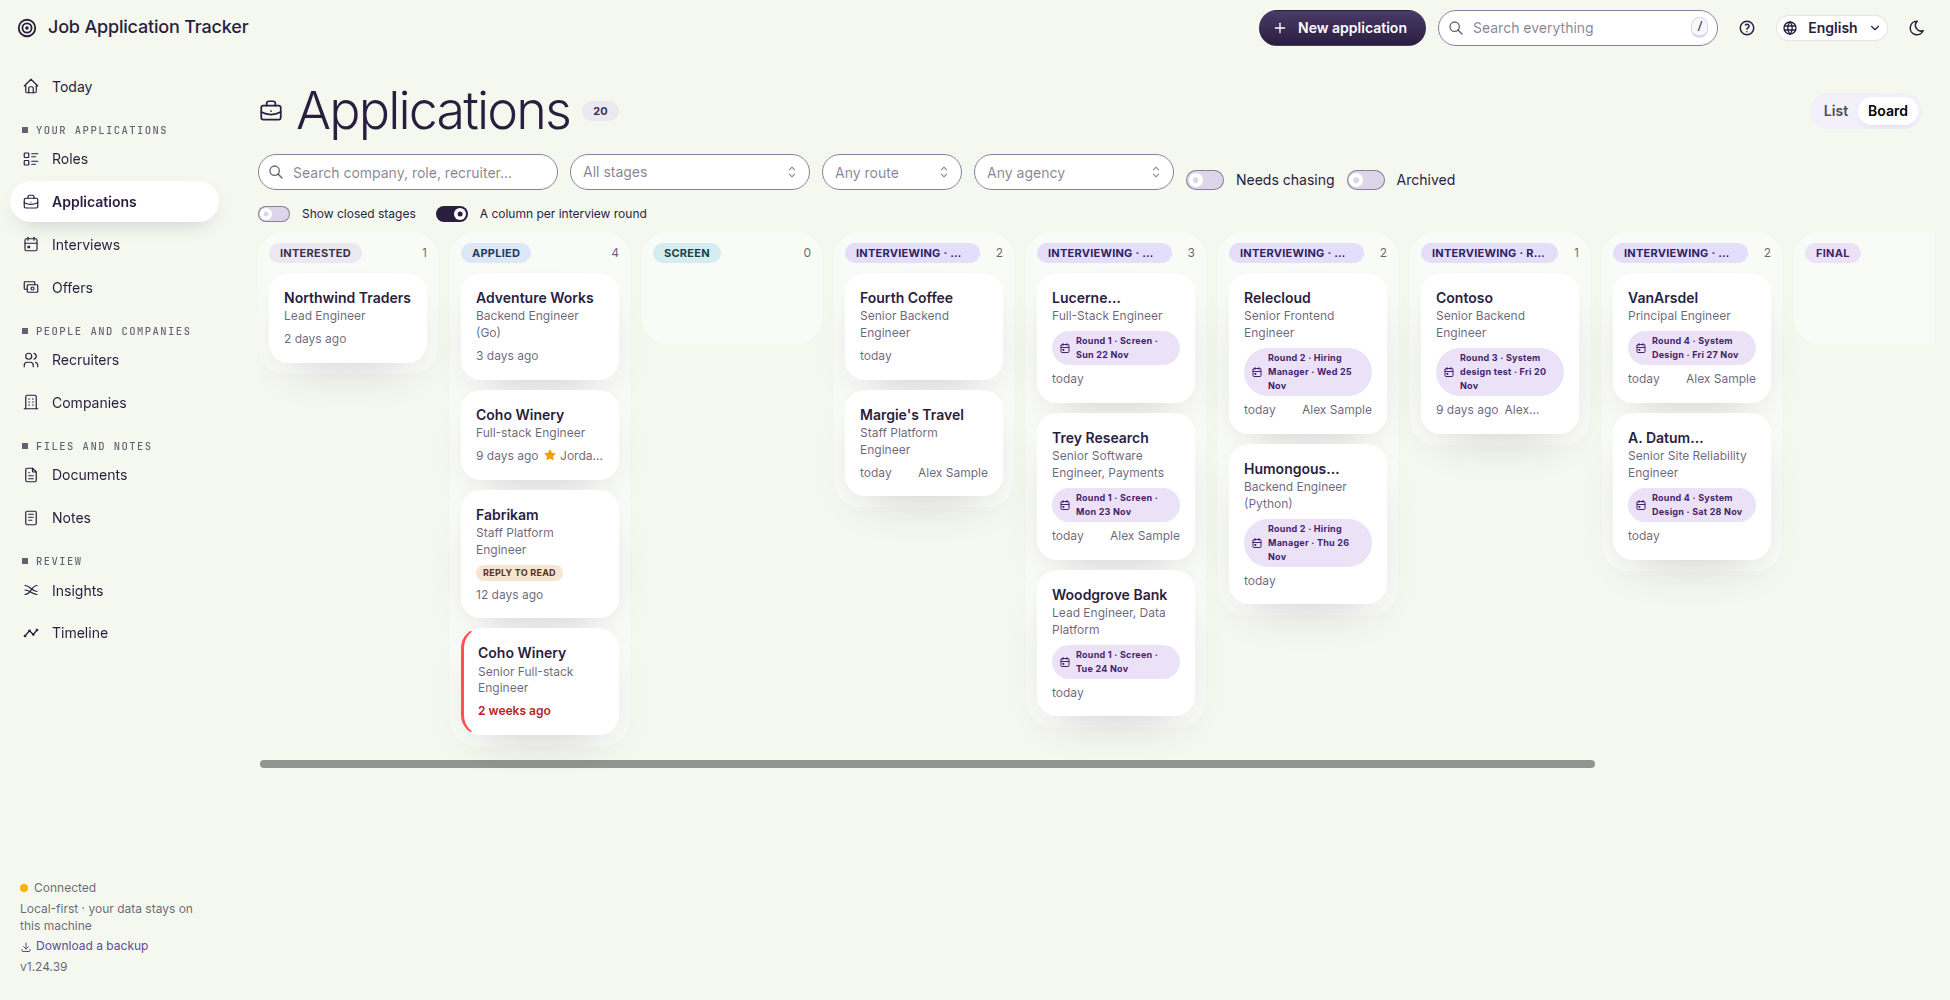 Job Application Tracker
New application
Search everything
/
English
Today
YOUR APPLICATIONS
Roles
Applications
Interviews
Offers
PEOPLE AND COMPANIES
Recruiters
Companies
FILES AND NOTES
Documents
Notes
REVIEW
Insights
Timeline
Connected
Local-first · your data stays on
this machine
Download a backup
v1.24.39
Applications
20
List
Board
Search company, role, recruiter...
All stages
Any route
Any agency
Needs chasing
Archived
Show closed stages
A column per interview round
INTERESTED
1
Northwind Traders
Lead Engineer
2 days ago
APPLIED
4
Adventure Works
Backend Engineer
(Go)
3 days ago
Coho Winery
Full-stack Engineer
9 days ago
Jorda...
Fabrikam
Staff Platform
Engineer
REPLY TO READ
12 days ago
Coho Winery
Senior Full-stack
Engineer
2 weeks ago
SCREEN
0
INTERVIEWING · ...
2
Fourth Coffee
Senior Backend
Engineer
today
Margie's Travel
Staff Platform
Engineer
today
Alex Sample
INTERVIEWING · ...
3
Lucerne...
Full-Stack Engineer
Round 1 · Screen ·
Sun 22 Nov
today
Trey Research
Senior Software
Engineer, Payments
Round 1 · Screen ·
Mon 23 Nov
today
Alex Sample
Woodgrove Bank
Lead Engineer, Data
Platform
Round 1 · Screen ·
Tue 24 Nov
today
INTERVIEWING · ...
2
Relecloud
Senior Frontend
Engineer
Round 2 · Hiring
Manager · Wed 25
Nov
today
Alex Sample
Humongous...
Backend Engineer
(Python)
Round 2 · Hiring
Manager · Thu 26
Nov
today
INTERVIEWING · R...
1
Contoso
Senior Backend
Engineer
Round 3 · System
design test · Fri 20
Nov
9 days ago
Alex...
INTERVIEWING · ...
2
VanArsdel
Principal Engineer
Round 4 · System
Design · Fri 27 Nov
today
Alex Sample
A. Datum...
Senior Site Reliability
Engineer
Round 4 · System
Design · Sat 28 Nov
today
FINAL